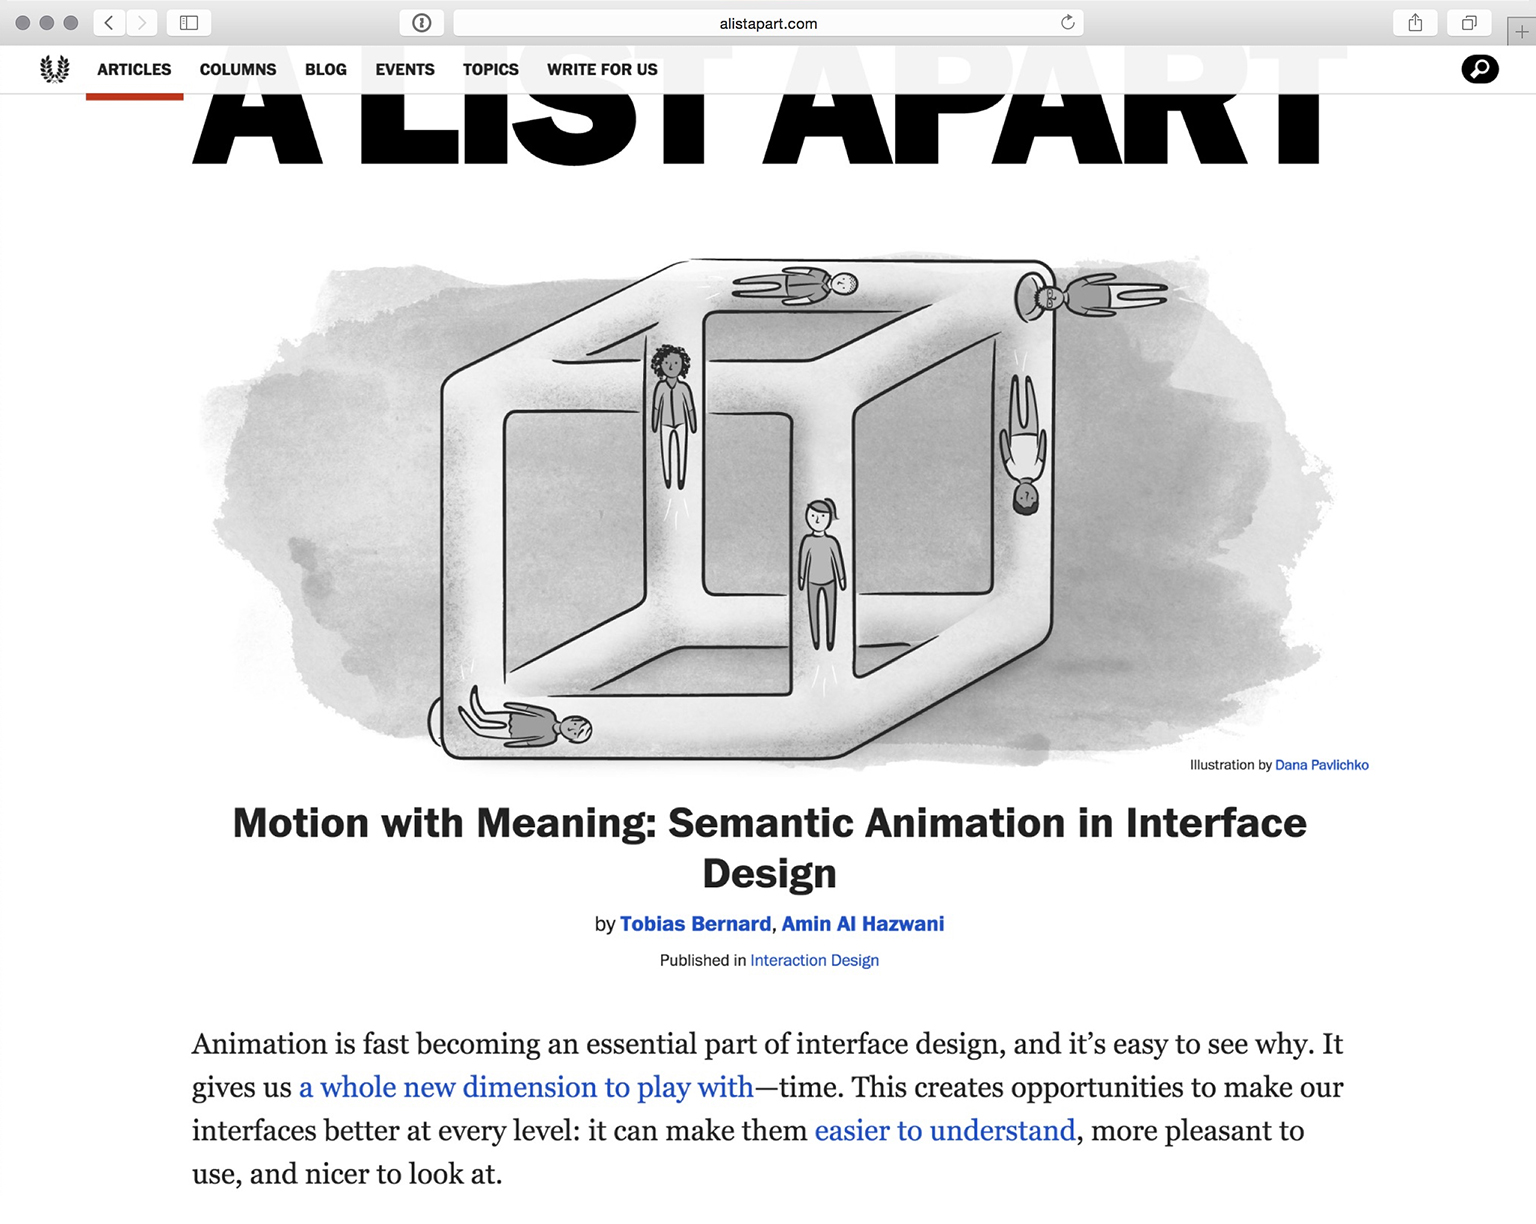 alistapart.com
ARTICLES COLUMNS BLOG EVENTS TOPICS WRITE FOR US
A LIST APART
Illustration by Dana Pavlichko
Motion with Meaning: Semantic Animation in Interface
Design
by Tobias Bernard, Amin Al Hazwani
Published in Interaction Design
Animation is fast becoming an essential part of interface design, and it’s easy to see why. It
gives us a whole new dimension to play with—time. This creates opportunities to make our
interfaces better at every level: it can make them easier to understand, more pleasant to
use, and nicer to look at.